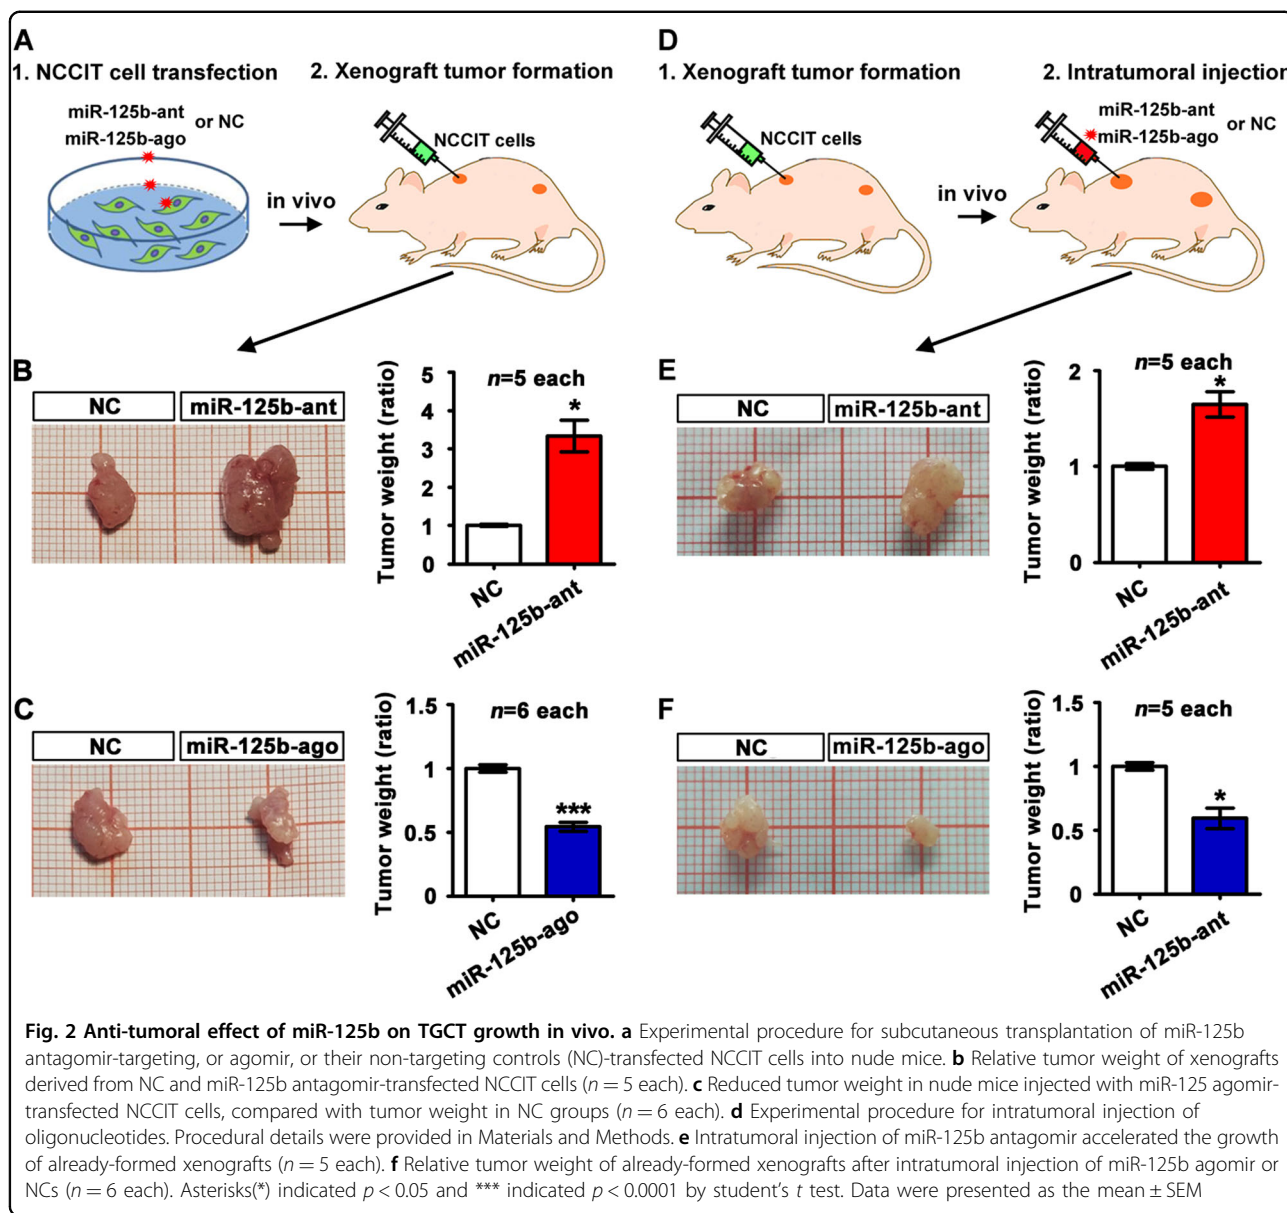 A
1. NCCIT cell transfection
miR-125b-ant
miR-125b-ago
or NC
in vivo
2. Xenograft tumor formation
NCCIT cells
D
1. Xenograft tumor formation
NCCIT cells
in vivo
2. Intratumoral injection
miR-125b-ant
miR-125b-ago
or NC
B
NC
miR-125b-ant
Tumor weight (ratio)
5
4
3
2
1
0
n=5 each
*
NC
miR-125b-ant
E
NC
miR-125b-ant
Tumor weight (ratio)
2
1
0
n=5 each
*
NC
miR-125b-ant
C
NC
miR-125b-ago
Tumor weight (ratio)
1.5
1
0.5
0
n=6 each
***
NC
miR-125b-ago
F
NC
miR-125b-ago
Tumor weight (ratio)
1.5
1
0.5
0
n=5 each
*
NC
miR-125b-ant
Fig. 2 Anti-tumoral effect of miR-125b on TGCT growth in vivo. a Experimental procedure for subcutaneous transplantation of miR-125b
antagomir-targeting, or agomir, or their non-targeting controls (NC)-transfected NCCIT cells into nude mice. b Relative tumor weight of xenografts
derived from NC and miR-125b antagomir-transfected NCCIT cells (n = 5 each). c Reduced tumor weight in nude mice injected with miR-125 agomir-
transfected NCCIT cells, compared with tumor weight in NC groups (n = 6 each). d Experimental procedure for intratumoral injection of
oligonucleotides. Procedural details were provided in Materials and Methods. e Intratumoral injection of miR-125b antagomir accelerated the growth
of already-formed xenografts (n = 5 each). f Relative tumor weight of already-formed xenografts after intratumoral injection of miR-125b agomir or
NCs (n = 6 each). Asterisks(*) indicated p < 0.05 and *** indicated p < 0.0001 by student's t test. Data were presented as the mean ± SEM